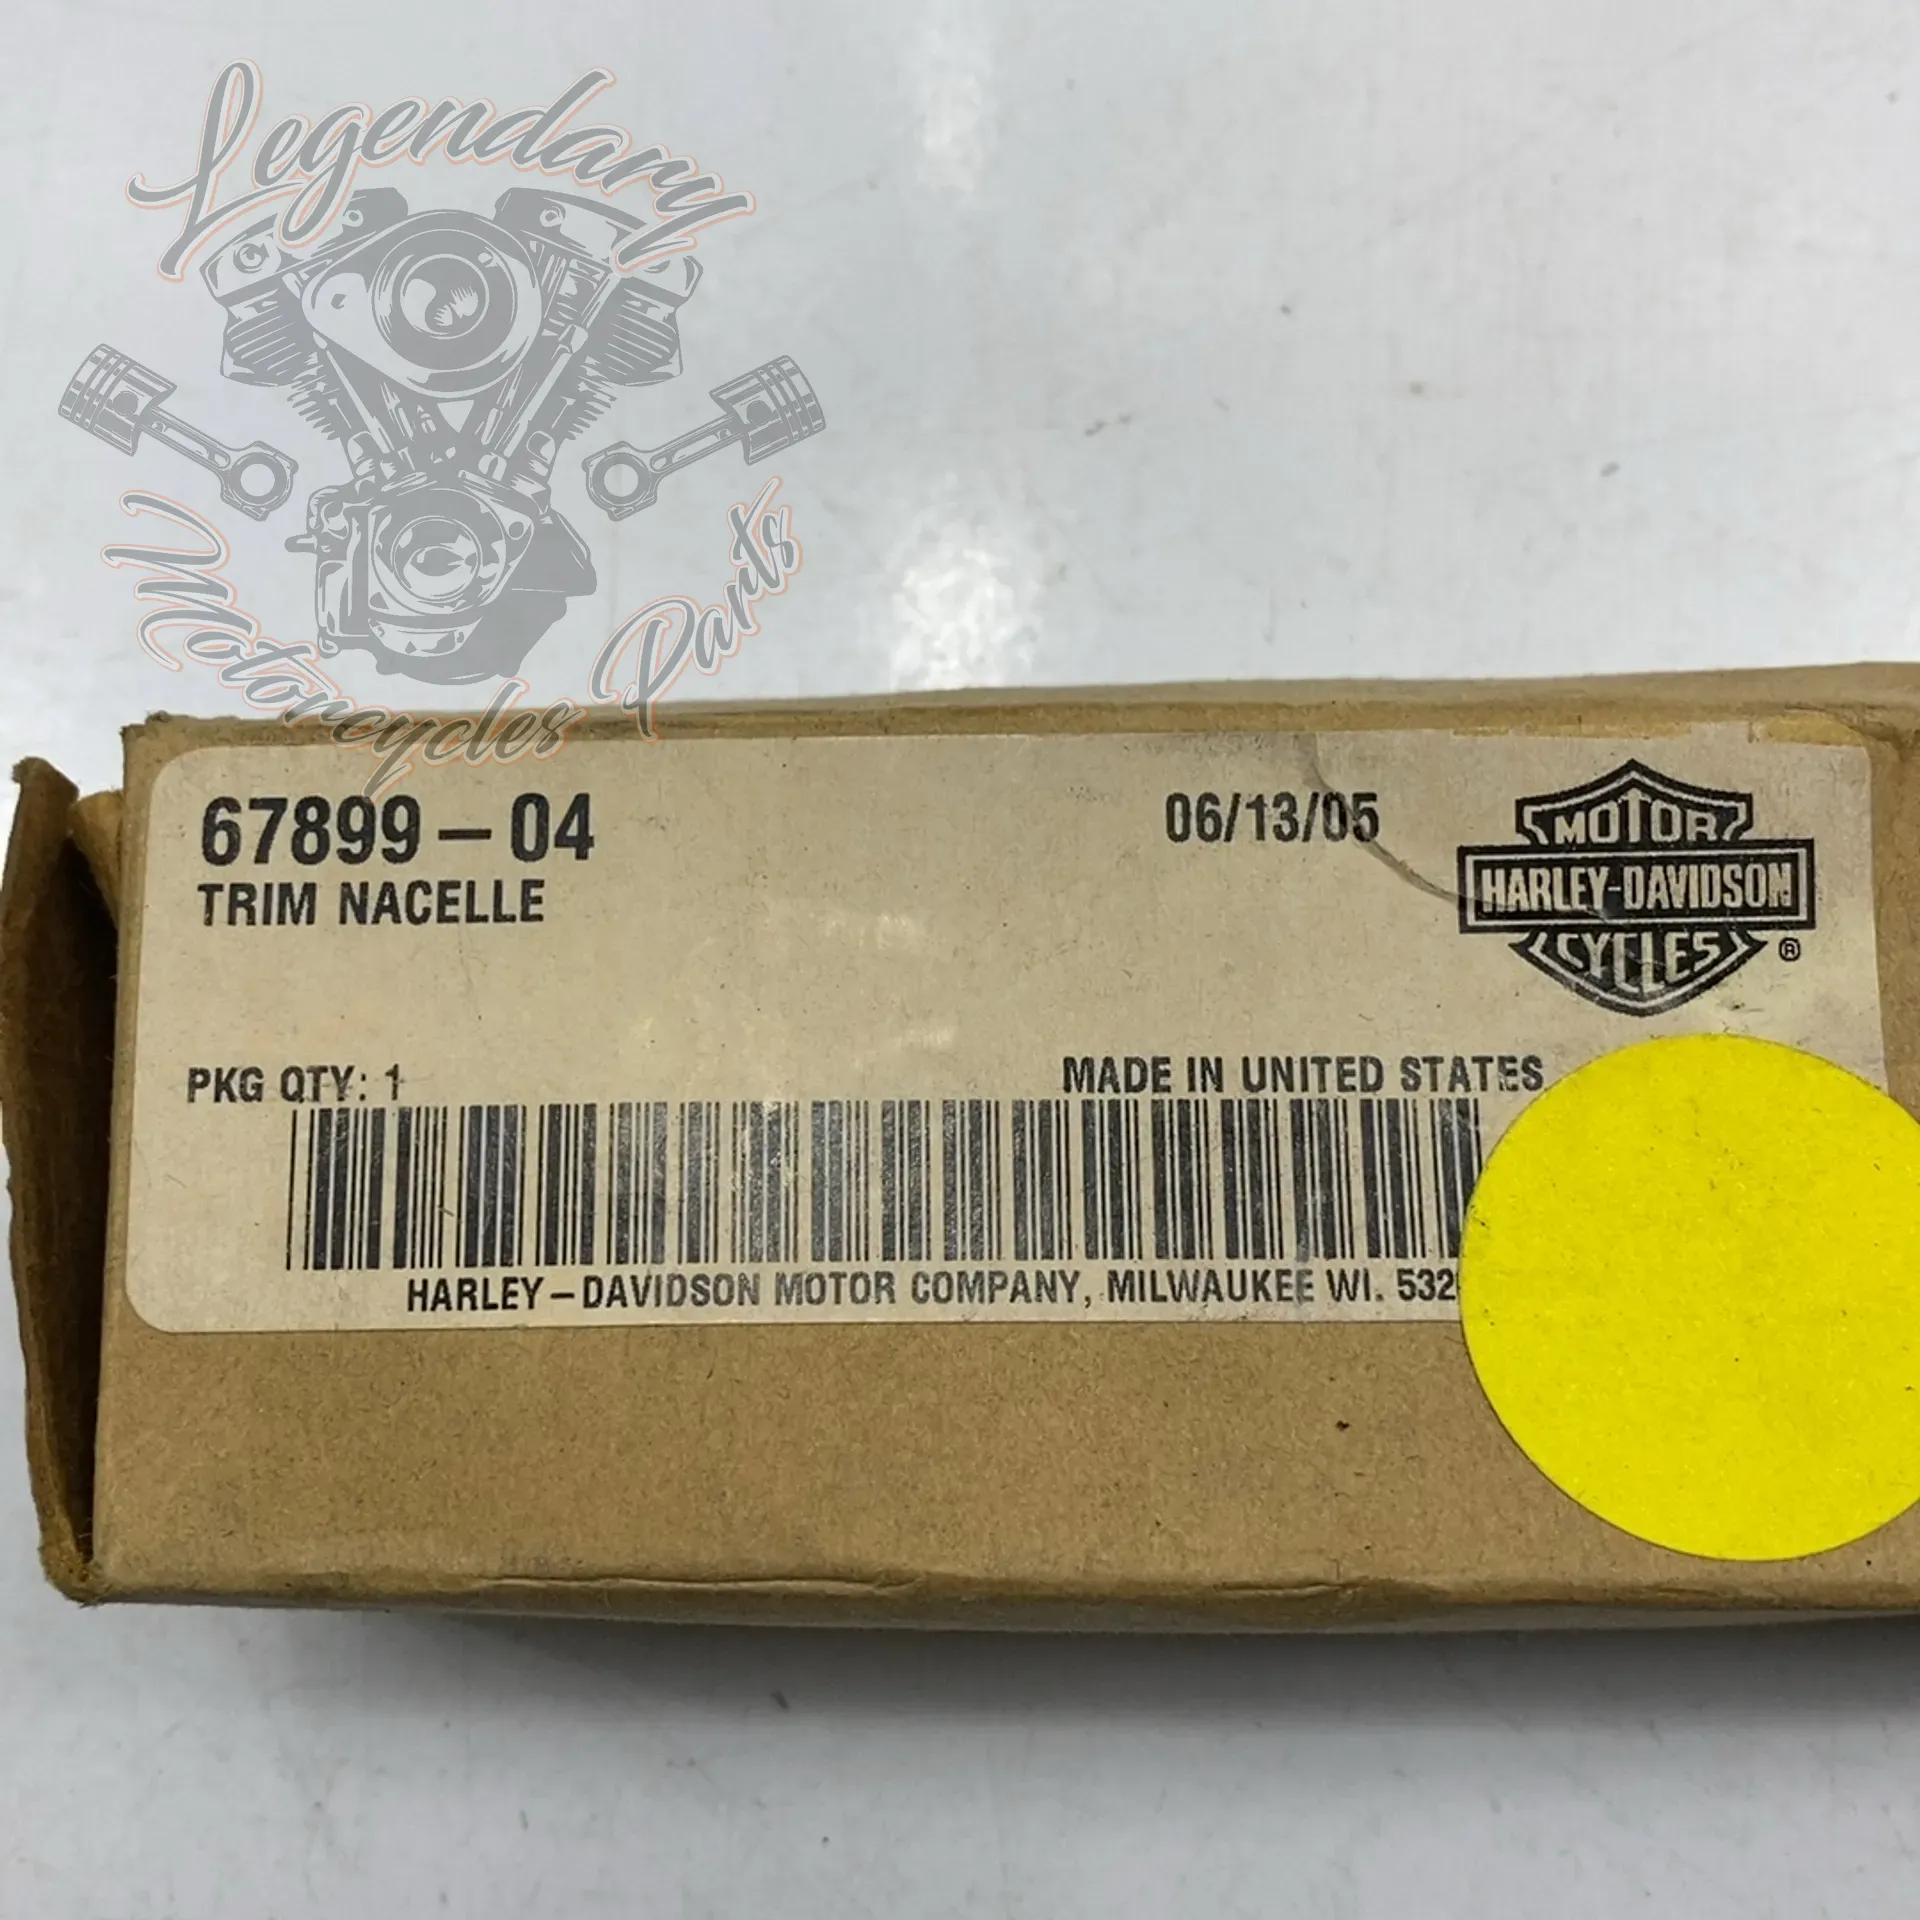 Legendary
Motorcycles Parts
67899-04
06/13/05
TRIM NACELLE
MOTOR
HARLEY-DAVIDSON
CYCLES
®
PKG QTY: 1
MADE IN UNITED STATES
HARLEY-DAVIDSON MOTOR COMPANY, MILWAUKEE WI. 532